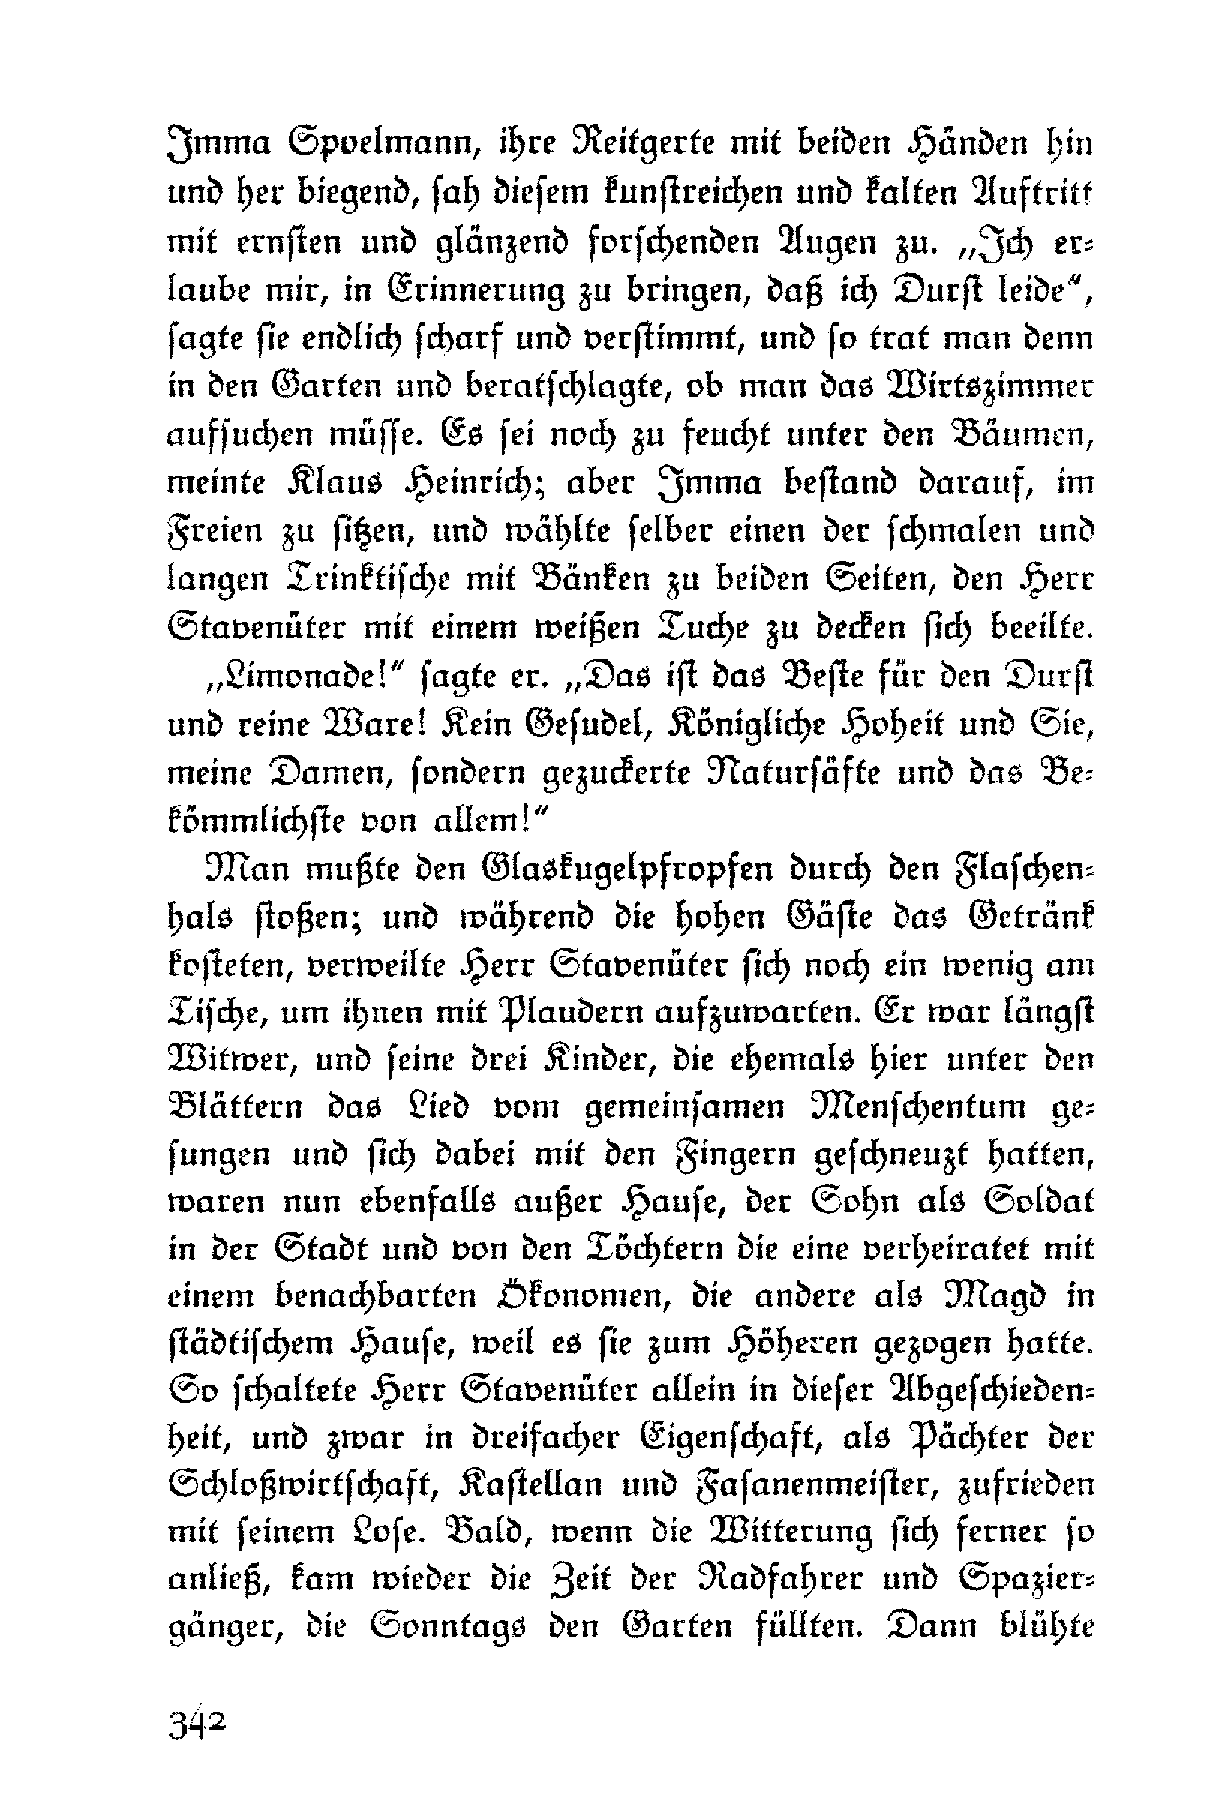 Imma Spoelmann, ihre Reitgerte mit beiden Händen hin
und her biegend, ſah dieſem kunſtreichen und kalten Auftritt
mit ernſten und glänzend forſchenden Augen zu. „Ich er⸗
laube mir, in Erinnerung zu bringen, daß ich Durſt leide“,
ſagte ſie endlich ſcharf und verſtimmt, und ſo trat man denn
in den Garten und beratſchlagte, ob man das Wirtszimmer
aufſuchen müſſe. Es ſei noch zu feucht unter den Bäumen,
meinte Klaus Heinrich; aber Imma beſtand darauf, im
Freien zu ſitzen, und wählte ſelber einen der ſchmalen und
langen Trinktiſche mit Bänken zu beiden Seiten, den Herr
Stavenüter mit einem weißen Tuche zu decken ſich beeilte.
„Limonade!“ ſagte er. „Das iſt das Beſte für den Durſt
und reine Ware! Kein Geſudel, Königliche Hoheit und Sie,
meine Damen, ſondern gezuckerte Naturſäfte und das Be⸗
kömmlichſte von allem!“
Man mußte den Glaskugelpfropfen durch den Flaſchen⸗
hals ſtoßen; und während die hohen Gäſte das Getränk
koſteten, verweilte Herr Stavenüter ſich noch ein wenig am
Tiſche, um ihnen mit Plaudern aufzuwarten. Er war längſt
Witwer, und ſeine drei Kinder, die ehemals hier unter den
Blättern das Lied vom gemeinſamen Menſchentum ge⸗
ſungen und ſich dabei mit den Fingern geſchneuzt hatten,
waren nun ebenfalls außer Hauſe, der Sohn als Soldat
in der Stadt und von den Töchtern die eine verheiratet mit
einem benachbarten Ökonomen, die andere als Magd in
ſtädtiſchem Hauſe, weil es ſie zum Höheren gezogen hatte.
So ſchaltete Herr Stavenüter allein in dieſer Abgeſchieden⸗
heit, und zwar in dreifacher Eigenſchaft, als Pächter der
Schloßwirtſchaft, Kaſtellan und Faſanenmeiſter, zufrieden
mit ſeinem Loſe. Bald, wenn die Witterung ſich ferner ſo
anließ, kam wieder die Zeit der Radfahrer und Spazier⸗
gänger, die Sonntags den Garten füllten. Dann blühte
342